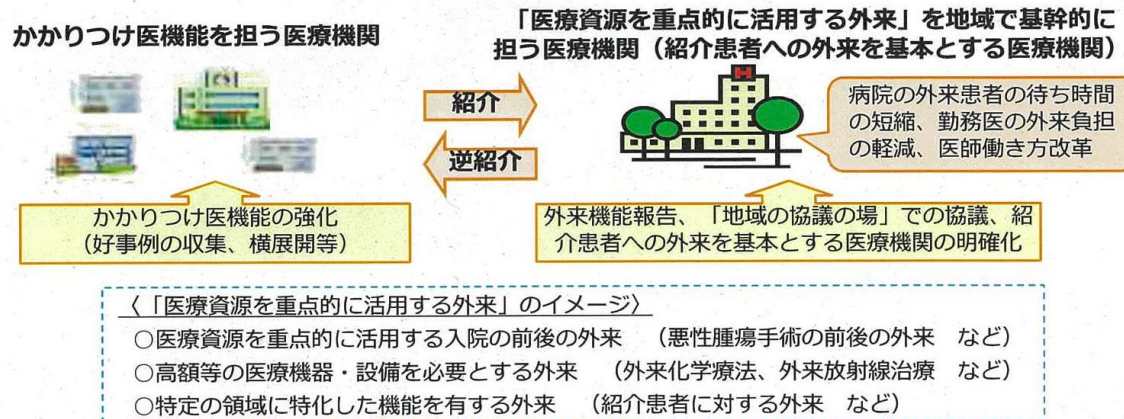 かかりつけ医機能を担う医療機関
「医療資源を重点的に活用する外来」を地域で基幹的に
担う医療機関（紹介患者への外来を基本とする医療機関）
紹介
逆紹介
H
病院の外来患者の待ち時間
の短縮、勤務医の外来負担
の軽減、医師働き方改革
かかりつけ医機能の強化
（好事例の収集、横展開等）
外来機能報告、「地域の協議の場」での協議、紹
介患者への外来を基本とする医療機関の明確化
〈「医療資源を重点的に活用する外来」のイメージ〉
○医療資源を重点的に活用する入院の前後の外来　（悪性腫瘍手術の前後の外来　など）
○高額等の医療機器・設備を必要とする外来　（外来化学療法、外来放射線治療　など）
○特定の領域に特化した機能を有する外来　（紹介患者に対する外来　など）